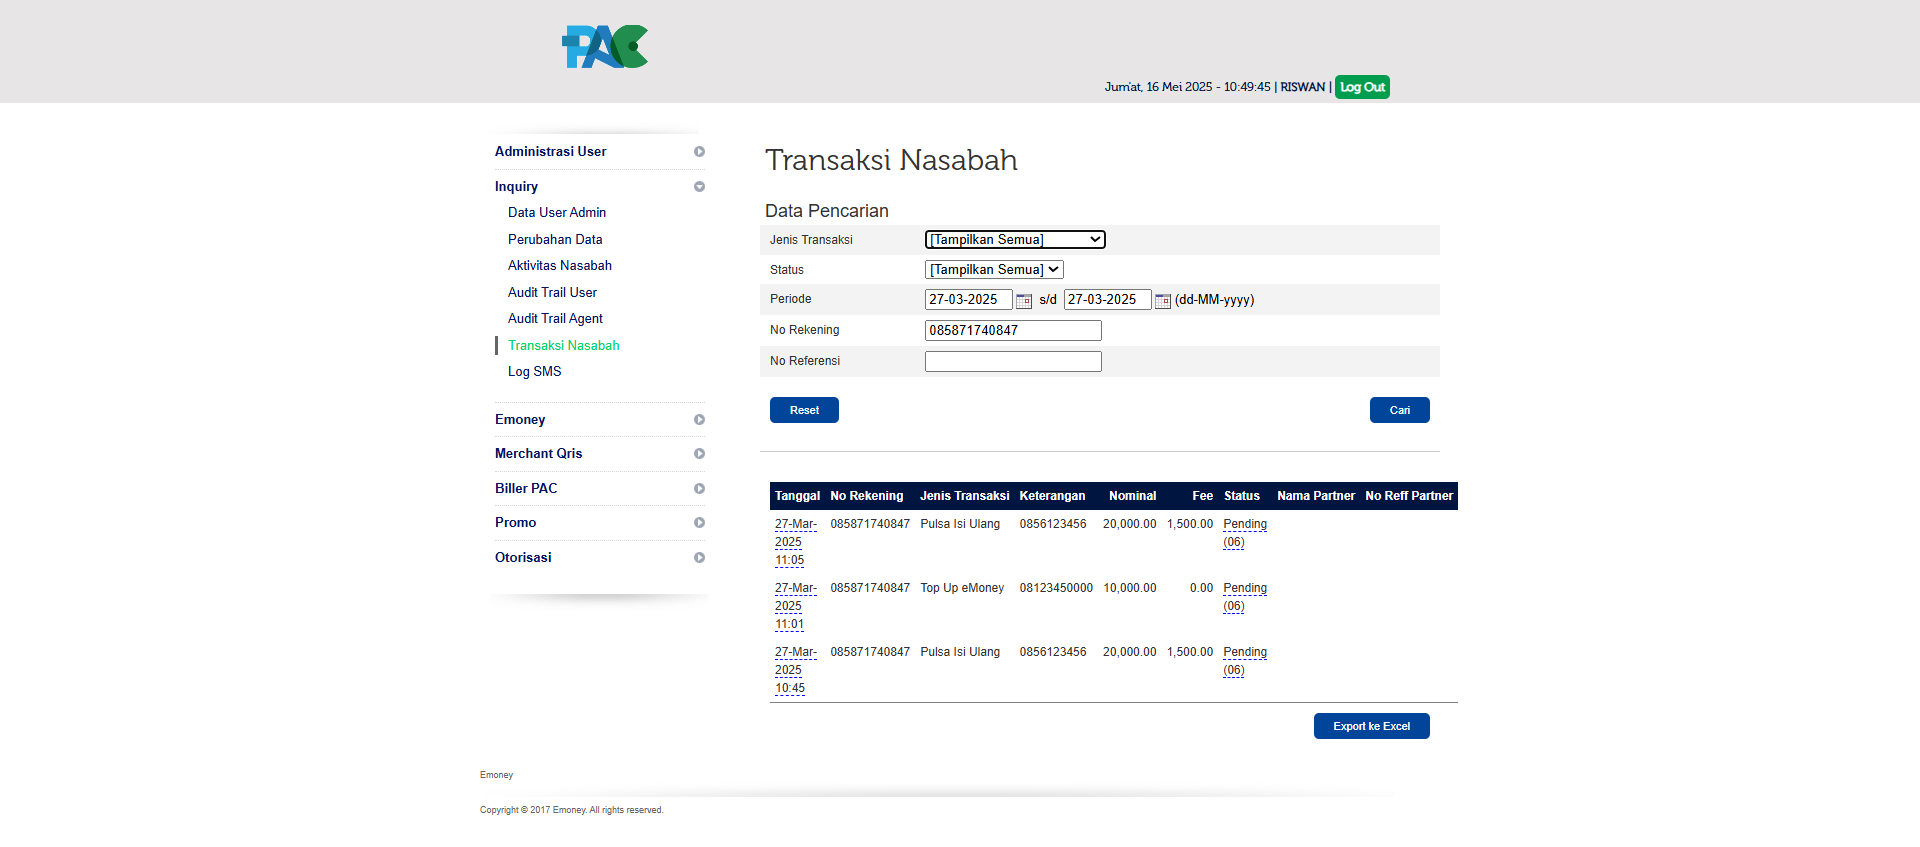 PAC
Jum'at, 16 Mei 2025 - 10:49:45 | RISWAN | Log Out
Administrasi User
Inquiry
Data User Admin
Perubahan Data
Aktivitas Nasabah
Audit Trail User
Audit Trail Agent
Transaksi Nasabah
Log SMS
Emoney
Merchant Qris
Biller PAC
Promo
Otorisasi
Transaksi Nasabah
Data Pencarian
Jenis Transaksi [Tampilkan Semua]
Status [Tampilkan Semua]
Periode 27-03-2025 s/d 27-03-2025 (dd-MM-yyyy)
No Rekening 085871740847
No Referensi
Reset Cari
Tanggal No Rekening Jenis Transaksi Keterangan Nominal Fee Status Nama Partner No Reff Partner
27-Mar- 085871740847 Pulsa Isi Ulang 0856123456 20,000.00 1,500.00 Pending
2025 (06)
11:05
27-Mar- 085871740847 Top Up eMoney 08123450000 10,000.00 0.00 Pending
2025 (06)
11:01
27-Mar- 085871740847 Pulsa Isi Ulang 0856123456 20,000.00 1,500.00 Pending
2025 (06)
10:45
Export ke Excel
Emoney
Copyright © 2017 Emoney. All rights reserved.